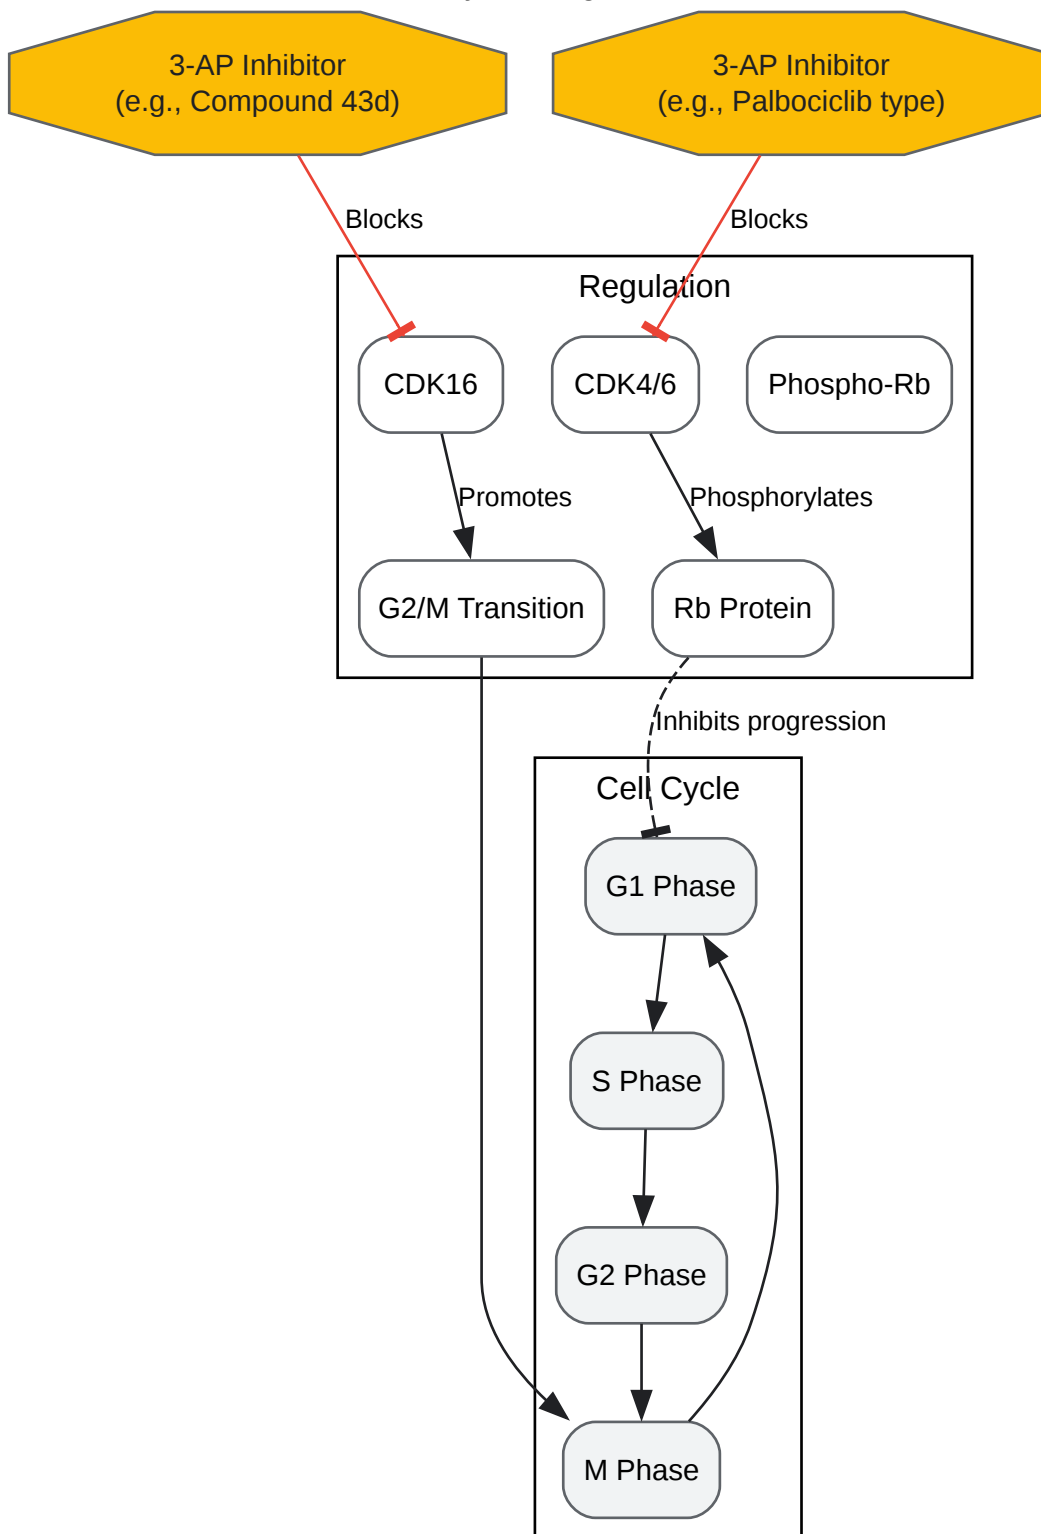 3-AP Inhibitor
(e.g., Compound 43d)
3-AP Inhibitor
(e.g., Palbociclib type)
Blocks
Blocks
Regulation
CDK16
CDK4/6
Phospho-Rb
Promotes
Phosphorylates
G2/M Transition
Rb Protein
Inhibits progression
Cell Cycle
G1 Phase
S Phase
G2 Phase
M Phase